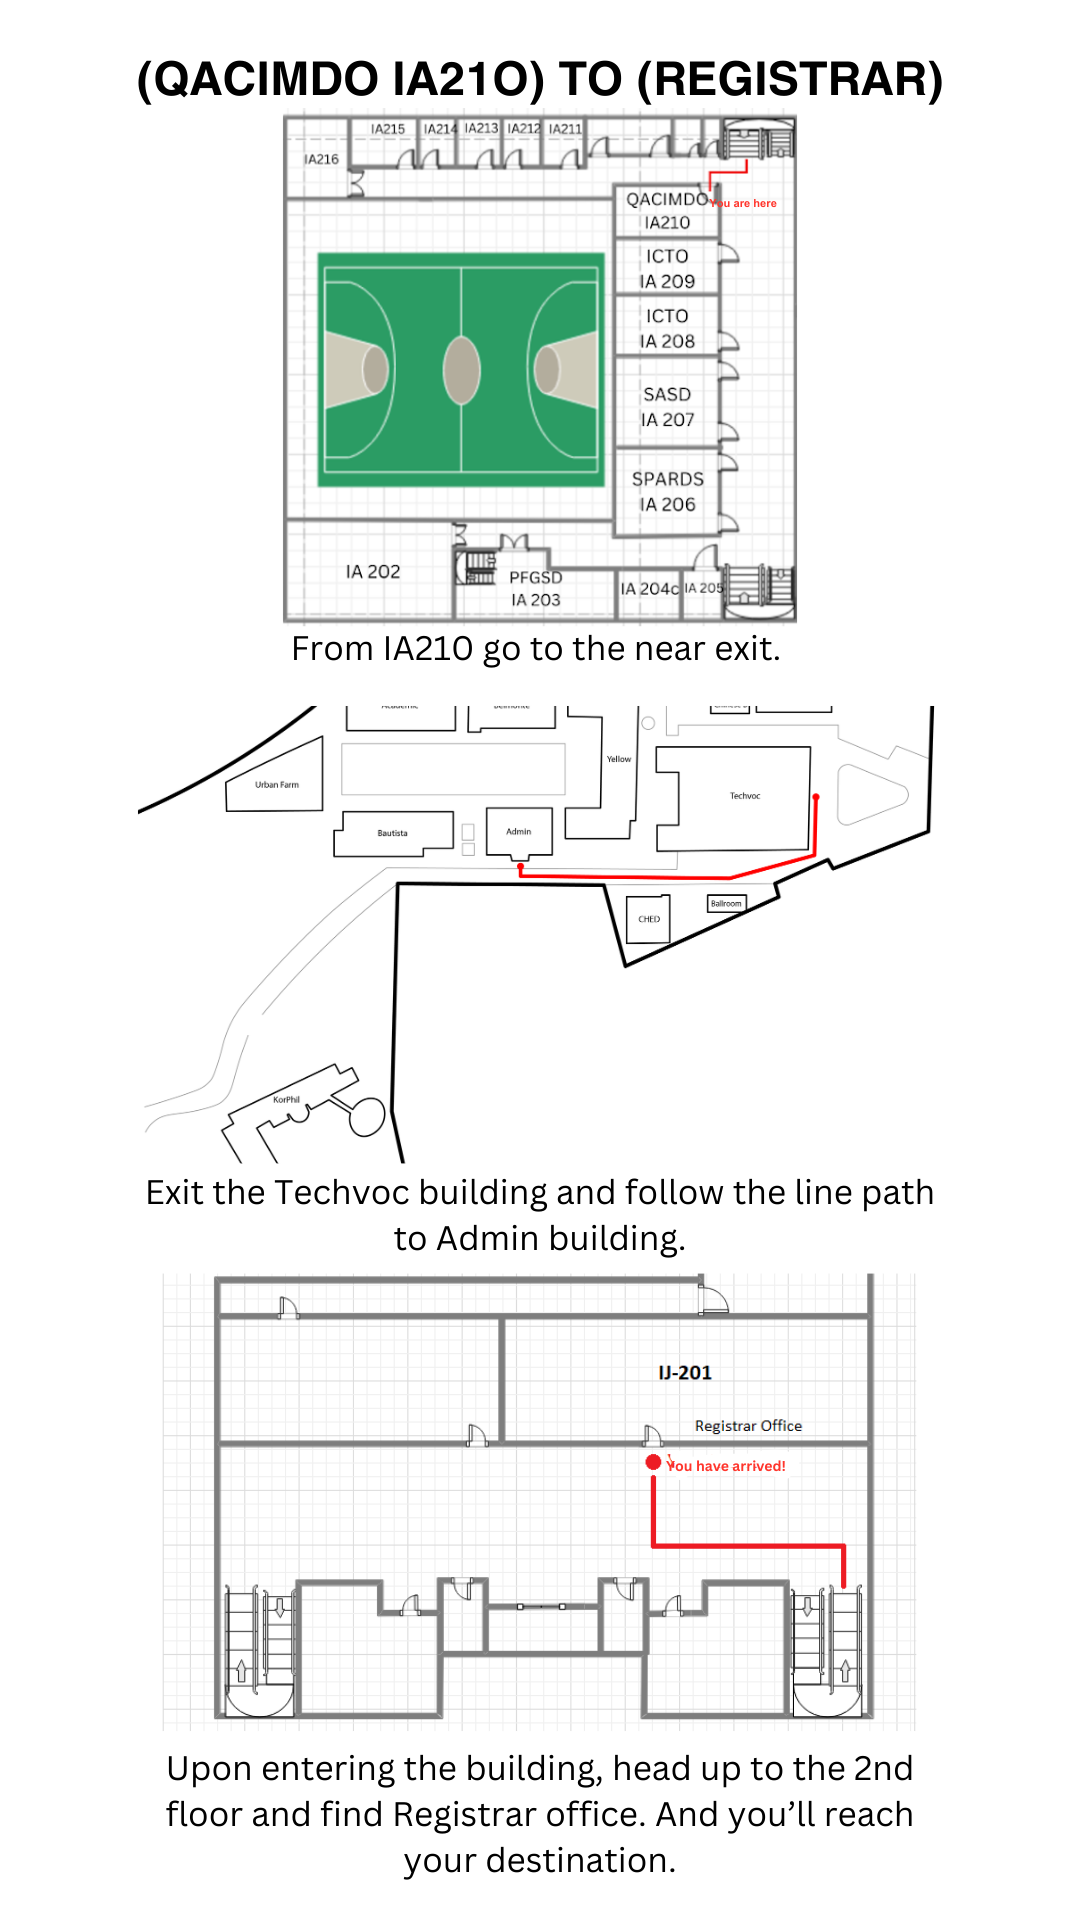 (QACIMDO IA21O) TO (REGISTRAR)
IA215
IA214
IA213
IA212
IA211
IA216
QACIMDO
IA210
You are here
ICTO
IA 209
ICTO
IA 208
SASD
IA 207
SPARDS
IA 206
IA 202
PFGSD
IA 203
IA 204c
IA 205
From IA210 go to the near exit.
Academic
Belmonte
Yellow
Urban Farm
Techvoc
Bautista
Admin
CHED
Ballroom
KorPhil
Exit the Techvoc building and follow the line path
to Admin building.
IJ-201
Registrar Office
You have arrived!
Upon entering the building, head up to the 2nd
floor and find Registrar office. And you’ll reach
your destination.